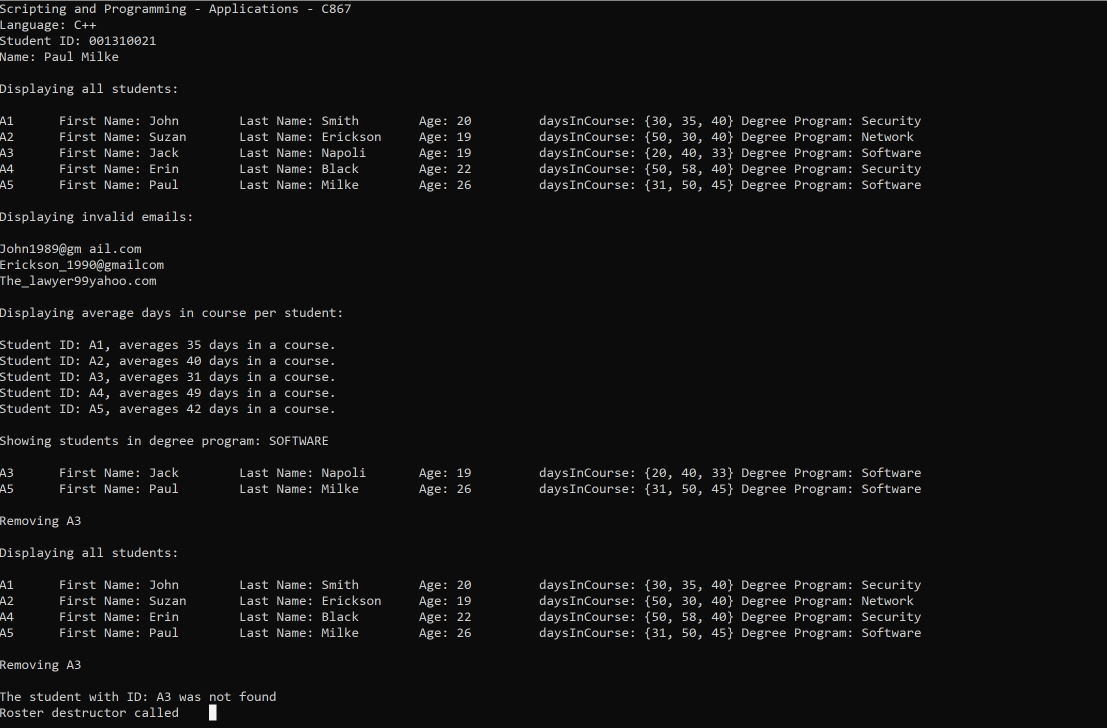 Scripting and Programming - Applications - C867
Language: C++
Student ID: 001310021
Name: Paul Milke
Displaying all students:
A1 First Name: John Last Name: Smith Age: 20 daysInCourse: {30, 35, 40} Degree Program: Security
A2 First Name: Suzan Last Name: Erickson Age: 19 daysInCourse: {50, 30, 40} Degree Program: Network
A3 First Name: Jack Last Name: Napoli Age: 19 daysInCourse: {20, 40, 33} Degree Program: Software
A4 First Name: Erin Last Name: Black Age: 22 daysInCourse: {50, 58, 40} Degree Program: Security
A5 First Name: Paul Last Name: Milke Age: 26 daysInCourse: {31, 50, 45} Degree Program: Software
Displaying invalid emails:
John1989@gm ail.com
Erickson_1990@gmailcom
The_lawyer99yahoo.com
Displaying average days in course per student:
Student ID: A1, averages 35 days in a course.
Student ID: A2, averages 40 days in a course.
Student ID: A3, averages 31 days in a course.
Student ID: A4, averages 49 days in a course.
Student ID: A5, averages 42 days in a course.
Showing students in degree program: SOFTWARE
A3 First Name: Jack Last Name: Napoli Age: 19 daysInCourse: {20, 40, 33} Degree Program: Software
A5 First Name: Paul Last Name: Milke Age: 26 daysInCourse: {31, 50, 45} Degree Program: Software
Removing A3
Displaying all students:
A1 First Name: John Last Name: Smith Age: 20 daysInCourse: {30, 35, 40} Degree Program: Security
A2 First Name: Suzan Last Name: Erickson Age: 19 daysInCourse: {50, 30, 40} Degree Program: Network
A4 First Name: Erin Last Name: Black Age: 22 daysInCourse: {50, 58, 40} Degree Program: Security
A5 First Name: Paul Last Name: Milke Age: 26 daysInCourse: {31, 50, 45} Degree Program: Software
Removing A3
The student with ID: A3 was not found
Roster destructor called